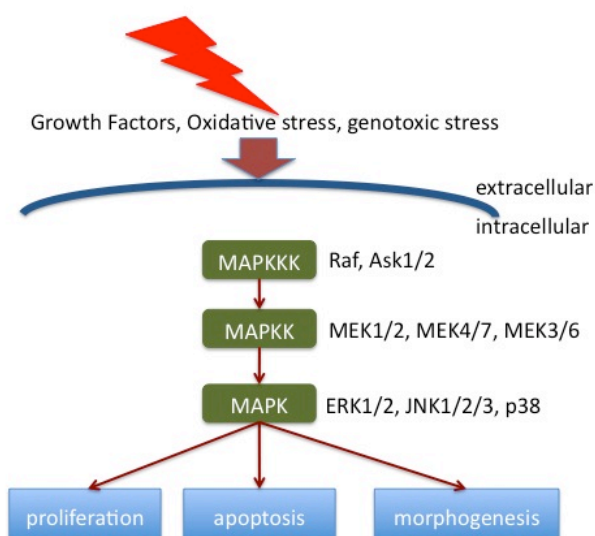 Growth Factors, Oxidative stress, genotoxic stress
extracellular
intracellular
MAPKKK Raf, Ask1/2
MAPKK MEK1/2, MEK4/7, MEK3/6
MAPK ERK1/2, JNK1/2/3, p38
proliferation apoptosis morphogenesis